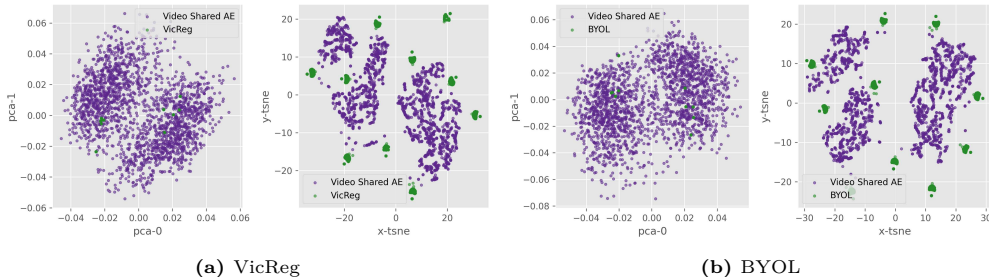 Video Shared AE
VicReg
0.06
0.04
0.02
0.00
−0.02
−0.04
−0.06
pca-1
−0.04 −0.02 0.00 0.02 0.04 0.06
pca-0
20
10
0
−10
−20
y-tsne
Video Shared AE
VicReg
−20 0 20
x-tsne
(a) VicReg
Video Shared AE
BYOL
0.06
0.04
0.02
0.00
−0.02
−0.04
−0.06
−0.08
pca-1
−0.04 −0.02 0.00 0.02 0.04
pca-0
20
10
0
−10
−20
y-tsne
Video Shared AE
BYOL
−30 −20 −10 0 10 20 30
x-tsne
(b) BYOL